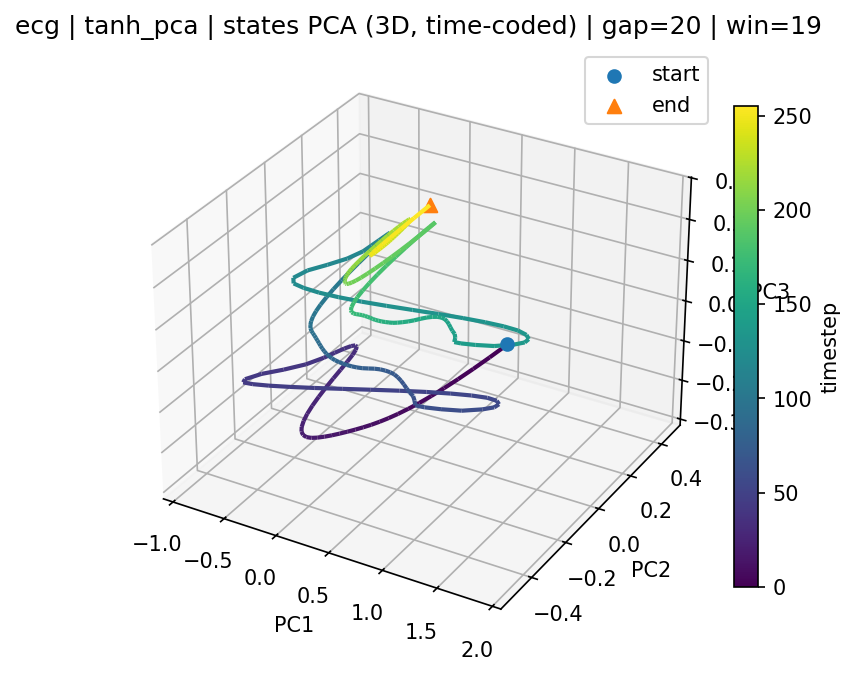 ecg | tanh_pca | states PCA (3D, time-coded) | gap=20 | win=19
start
end
250
200
150
100
50
0
timestep
PC3
0.4
0.2
0.0
−0.2
−0.4
PC2
−1.0
−0.5
0.0
0.5
1.0
1.5
2.0
PC1